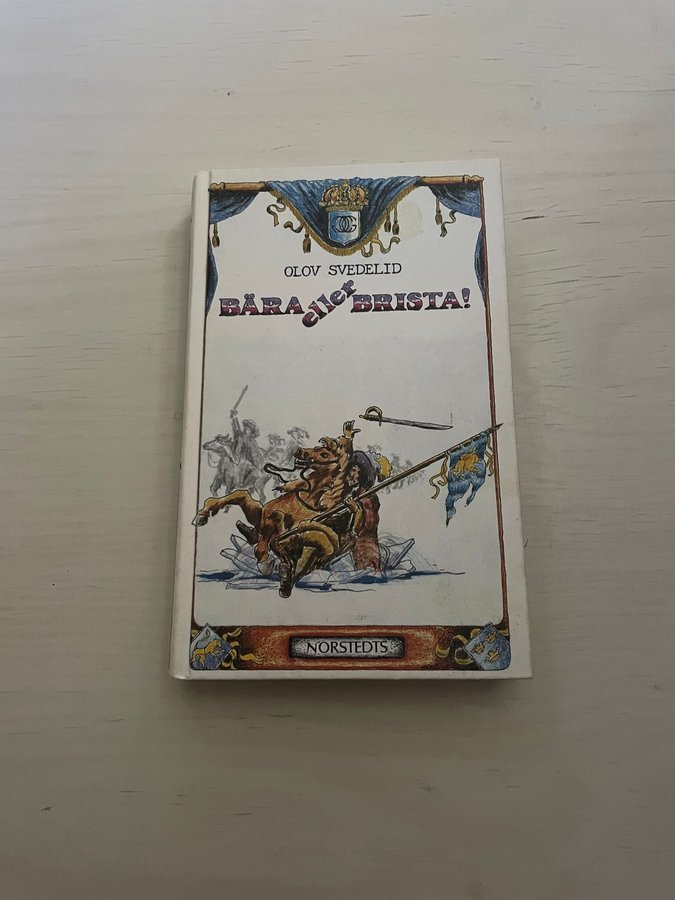 OLOV SVEDELID
BÄRA eller BRISTA!
NORSTEDTS